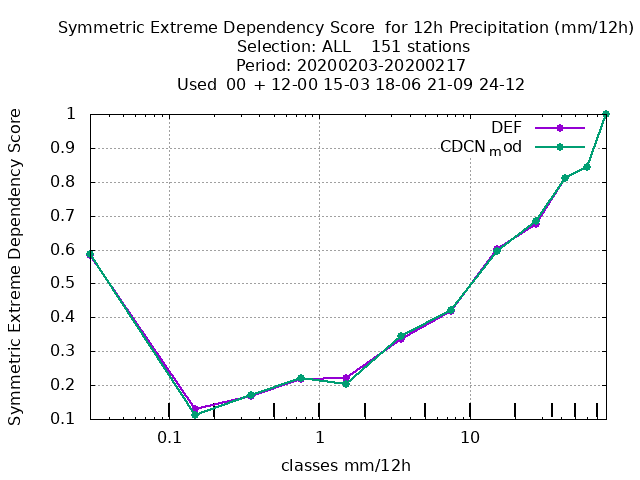 Symmetric Extreme Dependency Score  for 12h Precipitation (mm/12h)
Selection: ALL    151 stations
Period: 20200203-20200217
Used  00 + 12-00 15-03 18-06 21-09 24-12
Symmetric Extreme Dependency Score
1
0.9
0.8
0.7
0.6
0.5
0.4
0.3
0.2
0.1
DEF
CDCNmod
0.1 1 10
classes mm/12h